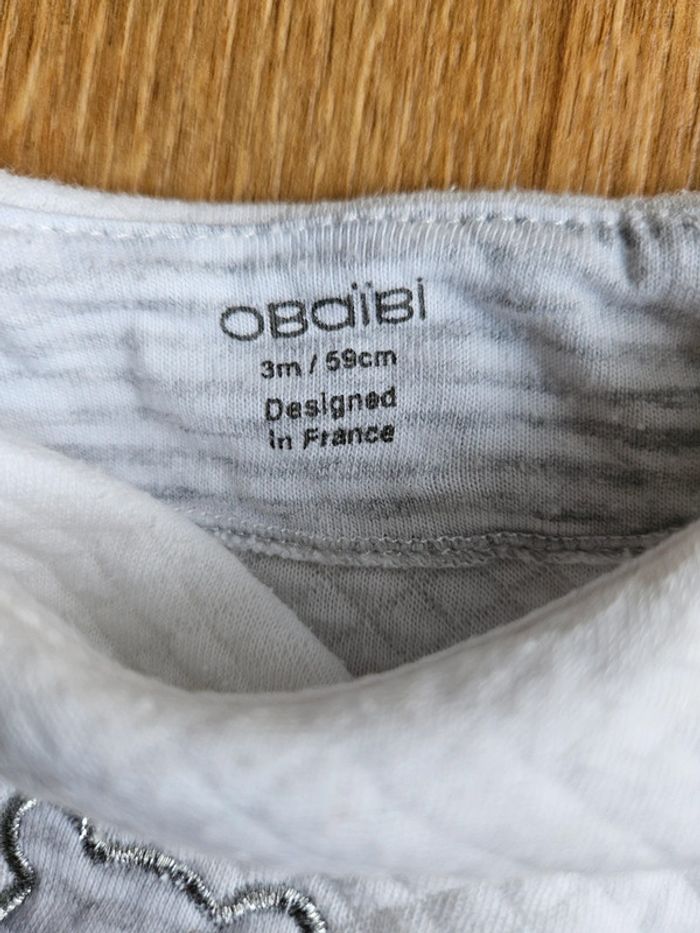 OBaïBi
3m / 59cm
Designed
in France